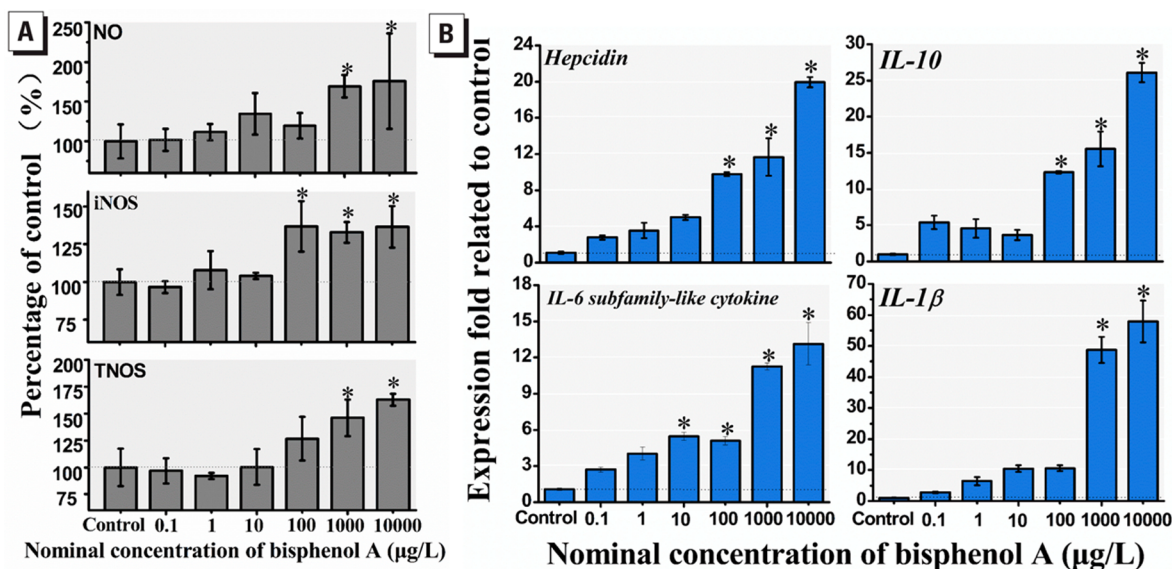 A
NO
250
200
150
100
iNOS
150
125
100
75
TNOS
200
175
150
125
100
75
Percentage of control (%)
Control 0.1 1 10 100 1000 10000
Nominal concentration of bisphenol A (μg/L)
* *
* * *
* *
B
Expression fold related to control
Hepcidin
24
20
16
12
8
4
0
* * *
IL-10
30
25
20
15
10
5
0
* * *
IL-6 subfamily-like cytokine
18
15
12
9
6
3
0
* * * *
Control 0.1 1 10 100 1000 10000
IL-1β
70
60
50
40
30
20
10
0
* *
Control 0.1 1 10 100 1000 10000
Nominal concentration of bisphenol A (μg/L)